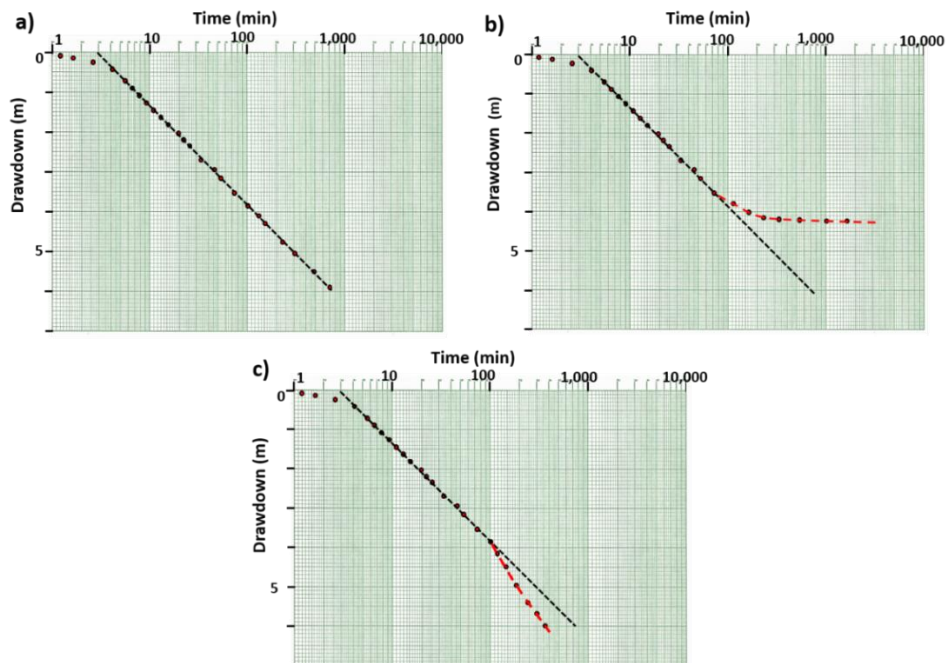 a)
Time (min)
1 10 100 1,000 10,000
0
5
Drawdown (m)
b)
Time (min)
1 10 100 1,000 10,000
0
5
Drawdown (m)
c)
Time (min)
1 10 100 1,000 10,000
0
5
Drawdown (m)